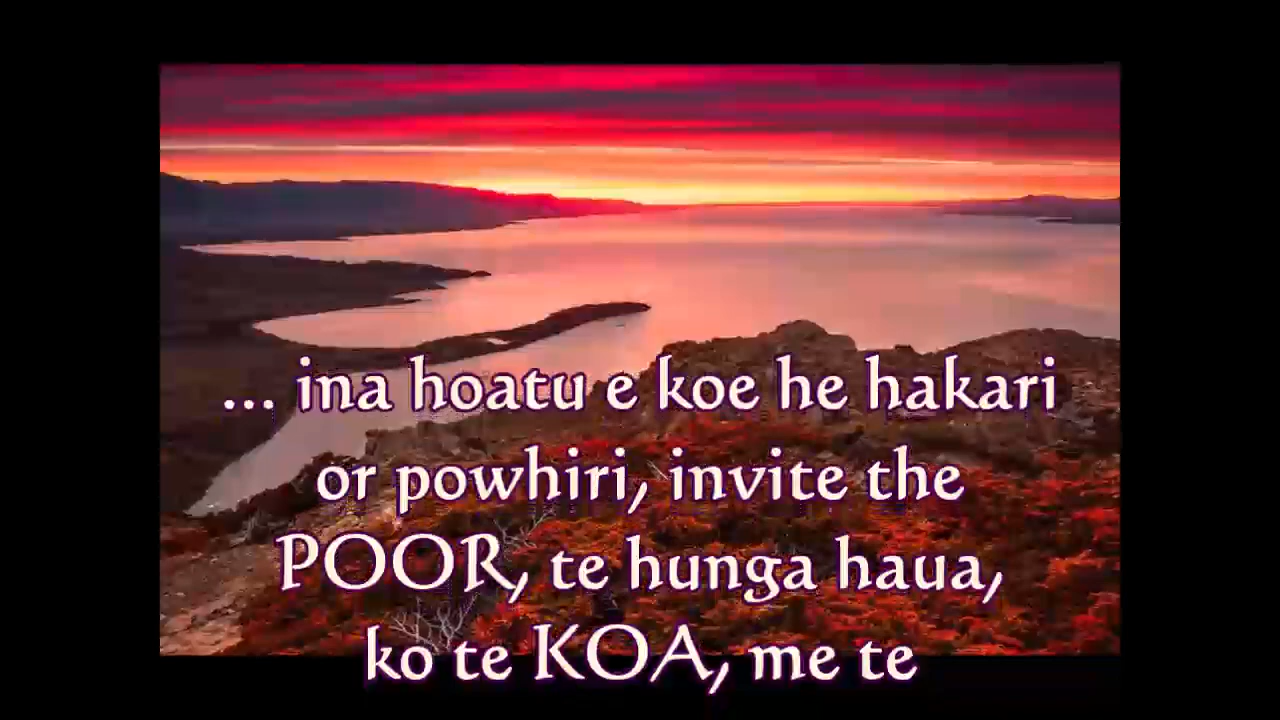 ... ina hoatu e koe he hakari
or powhiri, invite the
POOR, te hunga haua,
ko te KOA, me te